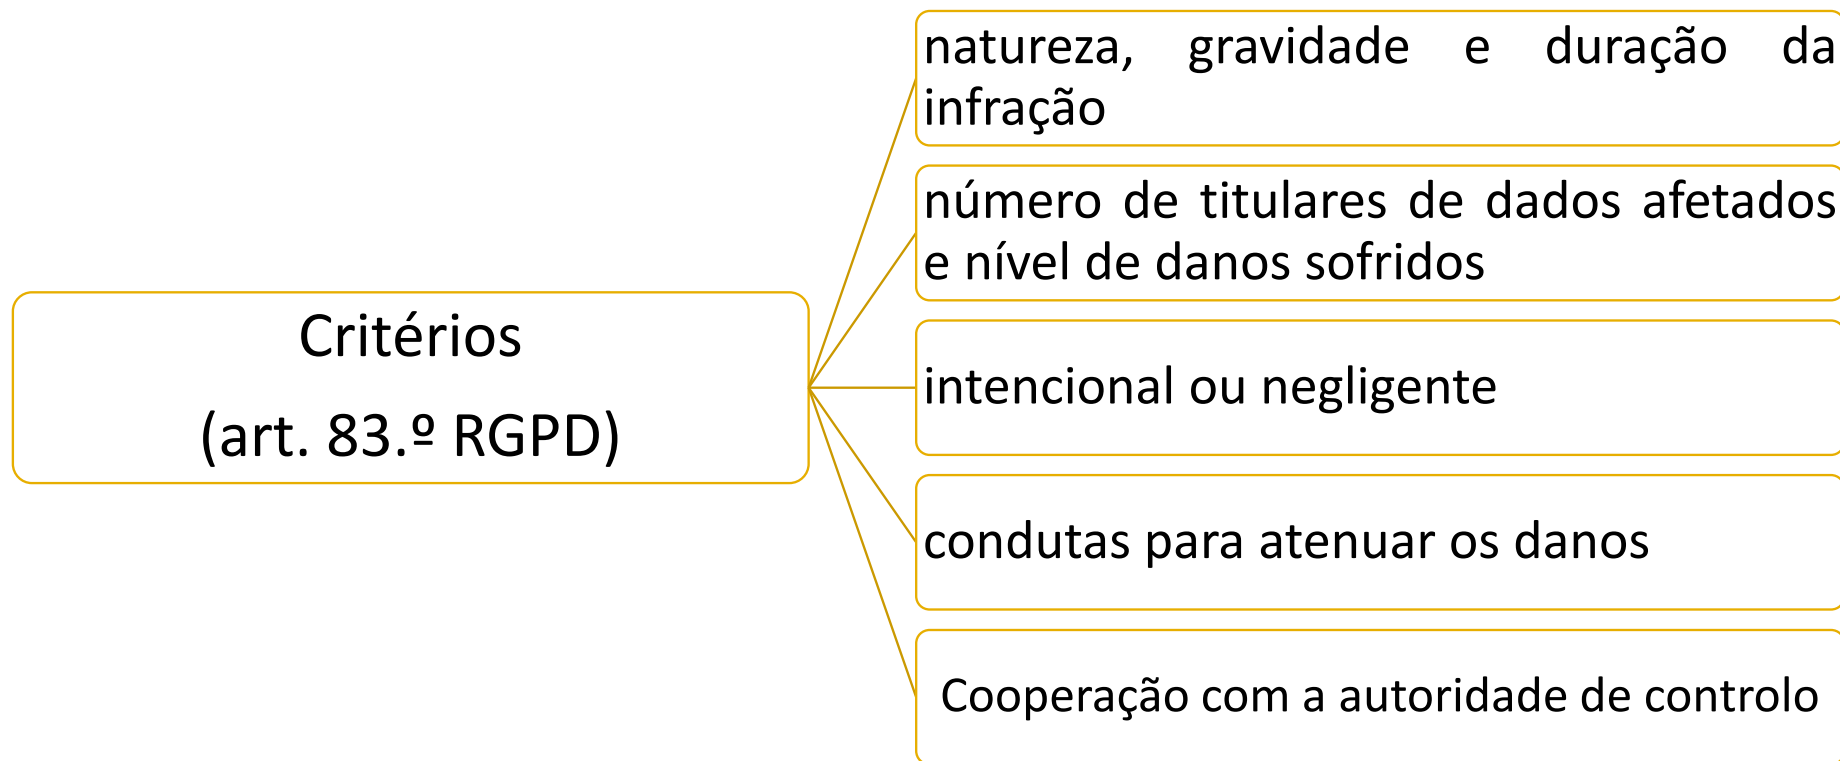 Critérios
(art. 83.º RGPD)
natureza, gravidade e duração da
infração
número de titulares de dados afetados
e nível de danos sofridos
intencional ou negligente
condutas para atenuar os danos
Cooperação com a autoridade de controlo